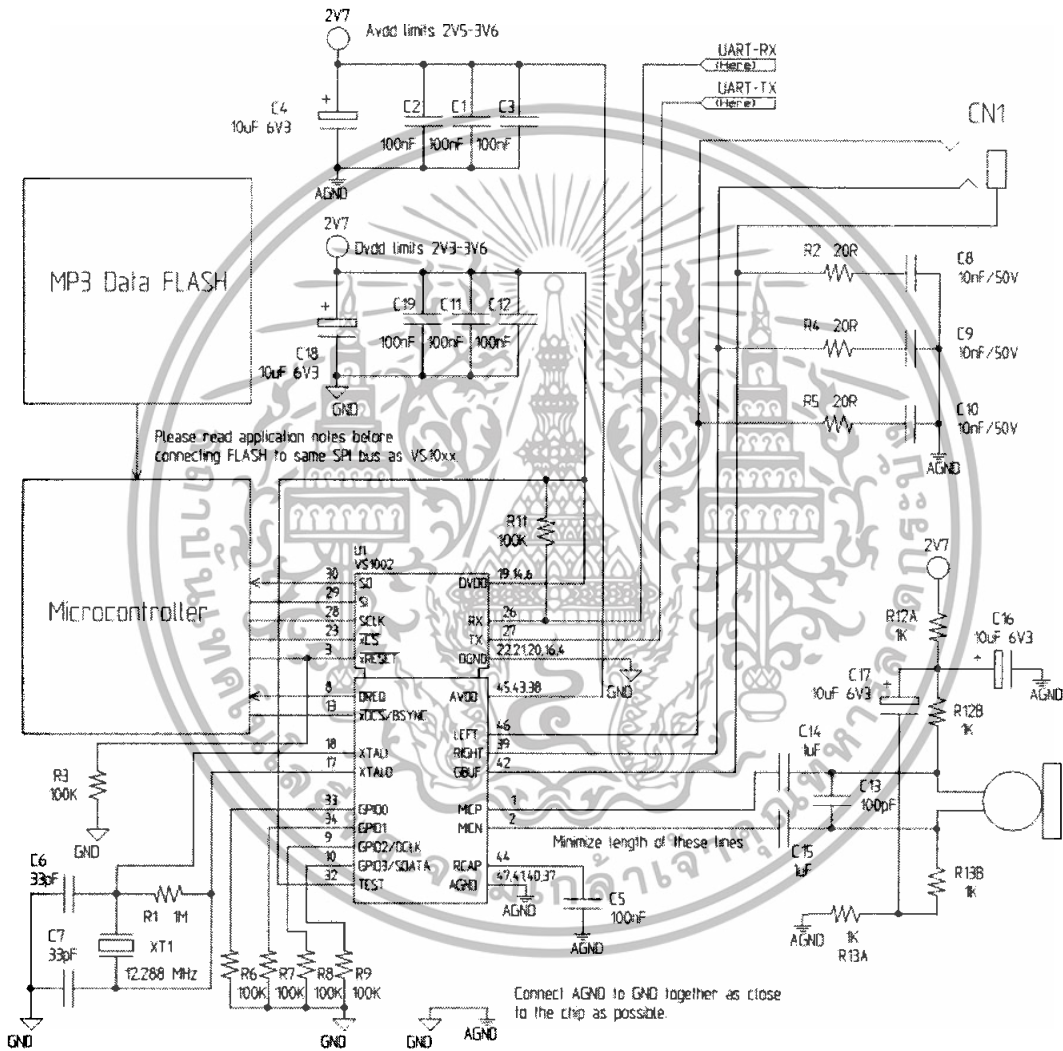 2V7
Avdd limits 2V5-3V6
C4
10uF 6V3
C2
C1
C3
100nF 100nF 100nF
AGND
UART-RX
(Here)
UART-TX
(Here)
CN1
2V7
Dvdd limits 2V3-3V6
C19
C11
C12
100nF 100nF 100nF
C18
10uF 6V3
GND
MP3 Data FLASH
Please read application notes before
connecting FLASH to same SPI bus as VS10xx
R2 20R
C8
10nF/50V
R4 20R
C9
10nF/50V
R5 20R
C10
10nF/50V
AGND
Microcontroller
R11
100K
U1
VS1002
30 SO
29 SI
28 SCLK
23 xCS
3 xRESET
8 DREQ
13 xDCS/BSYNC
18 XTALI
17 XTALO
33 GPIO0
34 GPIO1
9 GPIO2/DCLK
10 GPIO3/SDATA
32 TEST
DVDD 19,14,6
RX 26
TX 27
DGND 22,21,20,16,4
GND
AVDD 45,43,38
LEFT 46
RIGHT 39
GBUF 42
MICP 1
MICN 2
RCAP 44
AGND 47,41,40,37
AGND
Minimize length of these lines
C5
100nF
AGND
2V7
R12A
1K
C16
10uF 6V3
AGND
C17
10uF 6V3
R12B
1K
C14
1uF
C13
100pF
C15
1uF
R13B
1K
AGND
1K
R13A
R3
100K
GND
C6
33pF
R1 1M
C7
33pF
XT1
12.288 MHz
GND
R6 R7 R8 R9
100K 100K 100K 100K
GND
GND
AGND
Connect AGND to GND together as close
to the chip as possible.